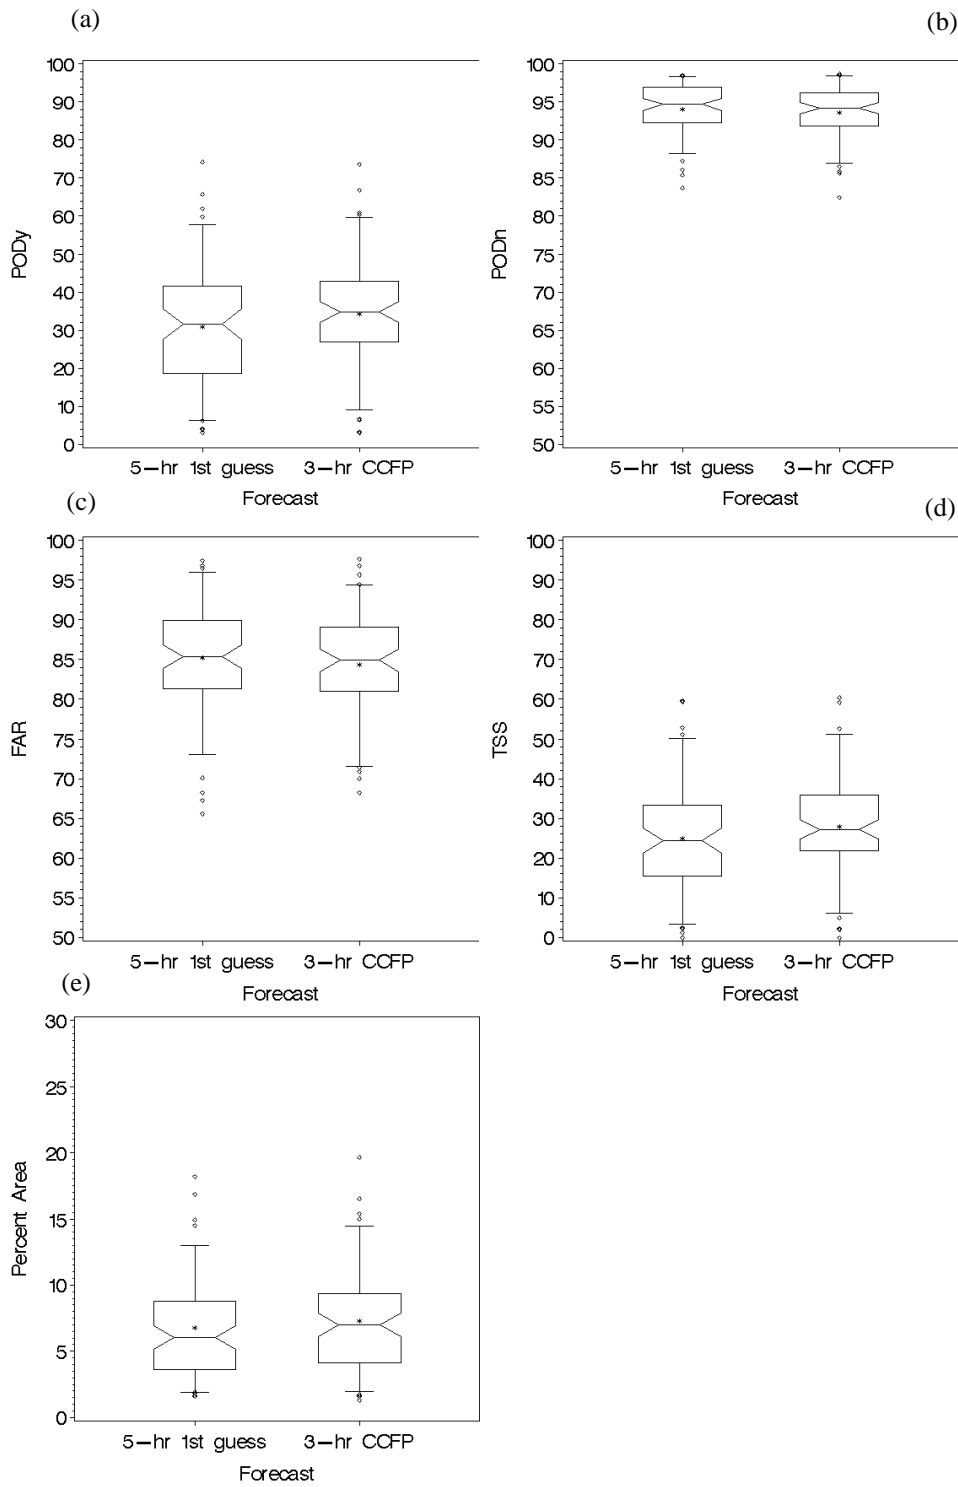 (a)
100
90
80
70
60
50
40
30
20
10
0
PODy
5-hr 1st guess 3-hr CCFP
Forecast
(b)
100
95
90
85
80
75
70
65
60
55
50
PODn
5-hr 1st guess 3-hr CCFP
Forecast
(c)
100
95
90
85
80
75
70
65
60
55
50
FAR
5-hr 1st guess 3-hr CCFP
Forecast
(d)
100
90
80
70
60
50
40
30
20
10
0
TSS
5-hr 1st guess 3-hr CCFP
Forecast
(e)
30
25
20
15
10
5
0
Percent Area
5-hr 1st guess 3-hr CCFP
Forecast